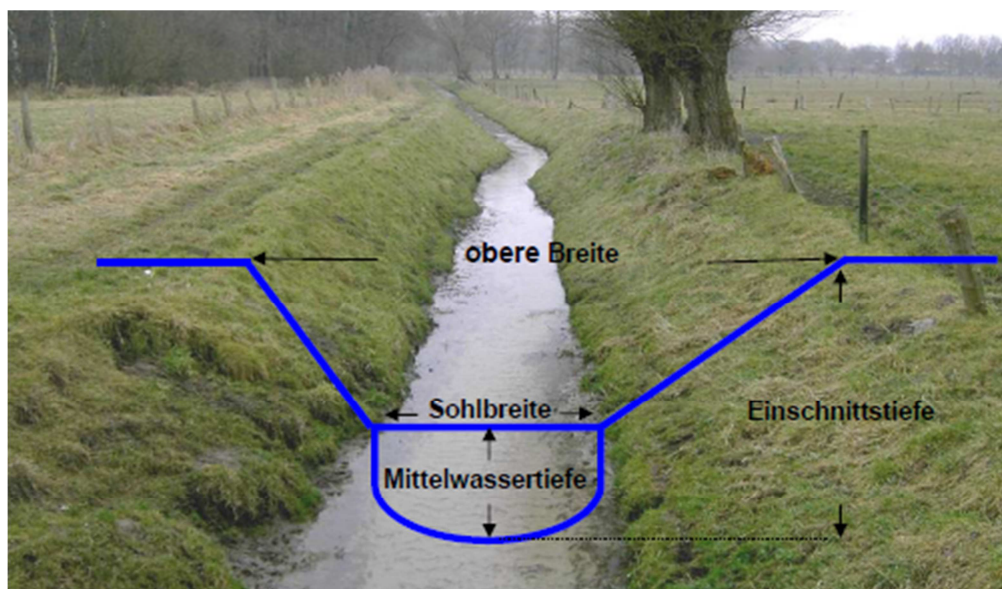 obere Breite
Sohlbreite
Einschnittstiefe
Mittelwassertiefe